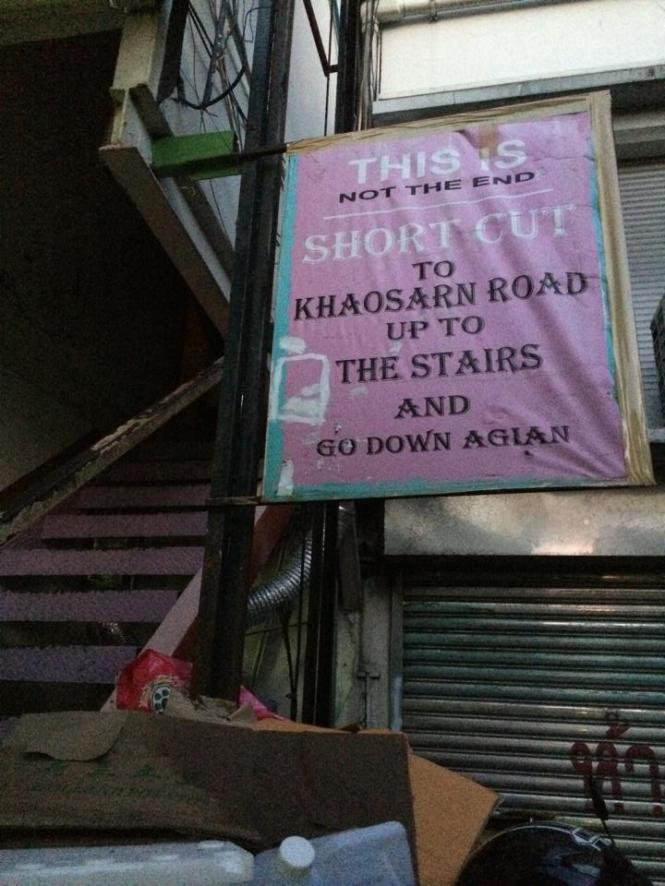 THIS IS
NOT THE END
SHORT CUT
TO
KHAOSARN ROAD
UP TO
THE STAIRS
AND
GO DOWN AGIAN